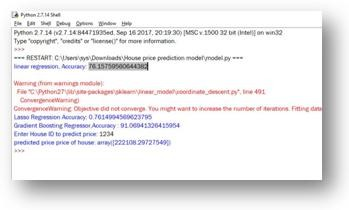 Python 2.7.14 Shell
File Edit Shell Debug Options Window Help
Python 2.7.14 (v2.7.14:84471935ed, Sep 16 2017, 20:19:30) [MSC v.1500 32 bit (Intel)] on win32
Type "copyright", "credits" or "license()" for more information.
>>>
=== RESTART: C:\Users\sys\Downloads\House price prediction model\model.py ===
linear regression, Accuracy: 76.15759560644382
Warning (from warnings module):
File "C:\Python27\lib\site-packages\sklearn\linear_model\coordinate_descent.py", line 491
ConvergenceWarning)
ConvergenceWarning: Objective did not converge. You might want to increase the number of iterations. Fitting data
Lasso Regression Accuracy: 0.7614994569623795
Gradient Boosting Regressor,Accuracy : 91.06941326415954
Enter House ID to predict price: 1234
predicted price price of house: array([222108.29727549])
>>>